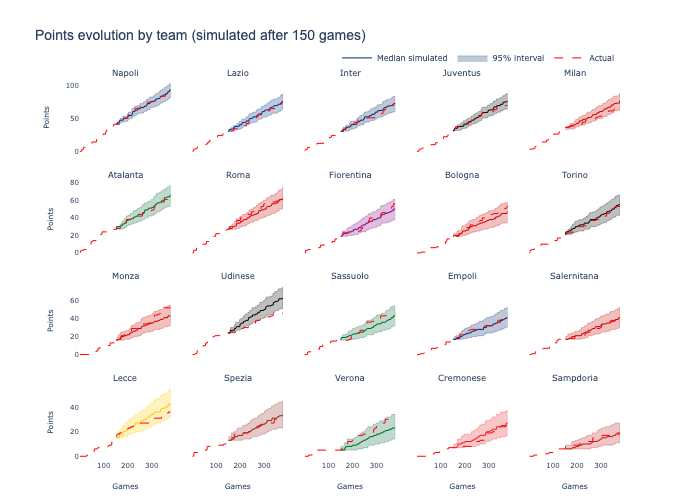 Points evolution by team (simulated after 150 games)
Median simulated 95% interval Actual
Napoli Lazio Inter Juventus Milan
100
50
0
Points
Atalanta Roma Fiorentina Bologna Torino
80
60
40
20
0
Points
Monza Udinese Sassuolo Empoli Salernitana
60
40
20
0
Points
Lecce Spezia Verona Cremonese Sampdoria
40
20
0
Points
100 200 300 100 200 300 100 200 300 100 200 300 100 200 300
Games Games Games Games Games